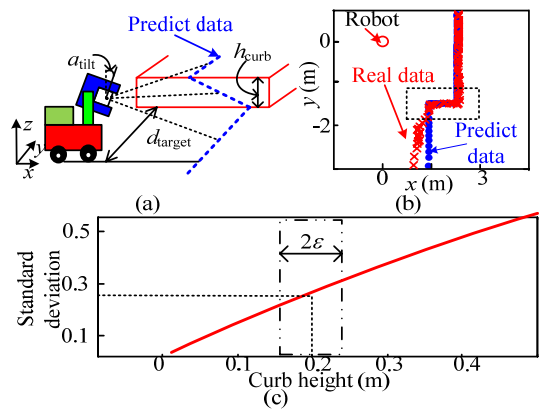 Predict data
a_tilt
h_curb
d_target
z
y
x
(a)
Robot
0
Real data
y (m)
-2
Predict
data
0
x (m)
3
(b)
0.5
2ε
Standard
deviation
0.3
0.1
0
0.1
0.2
0.3
0.4
Curb height (m)
(c)